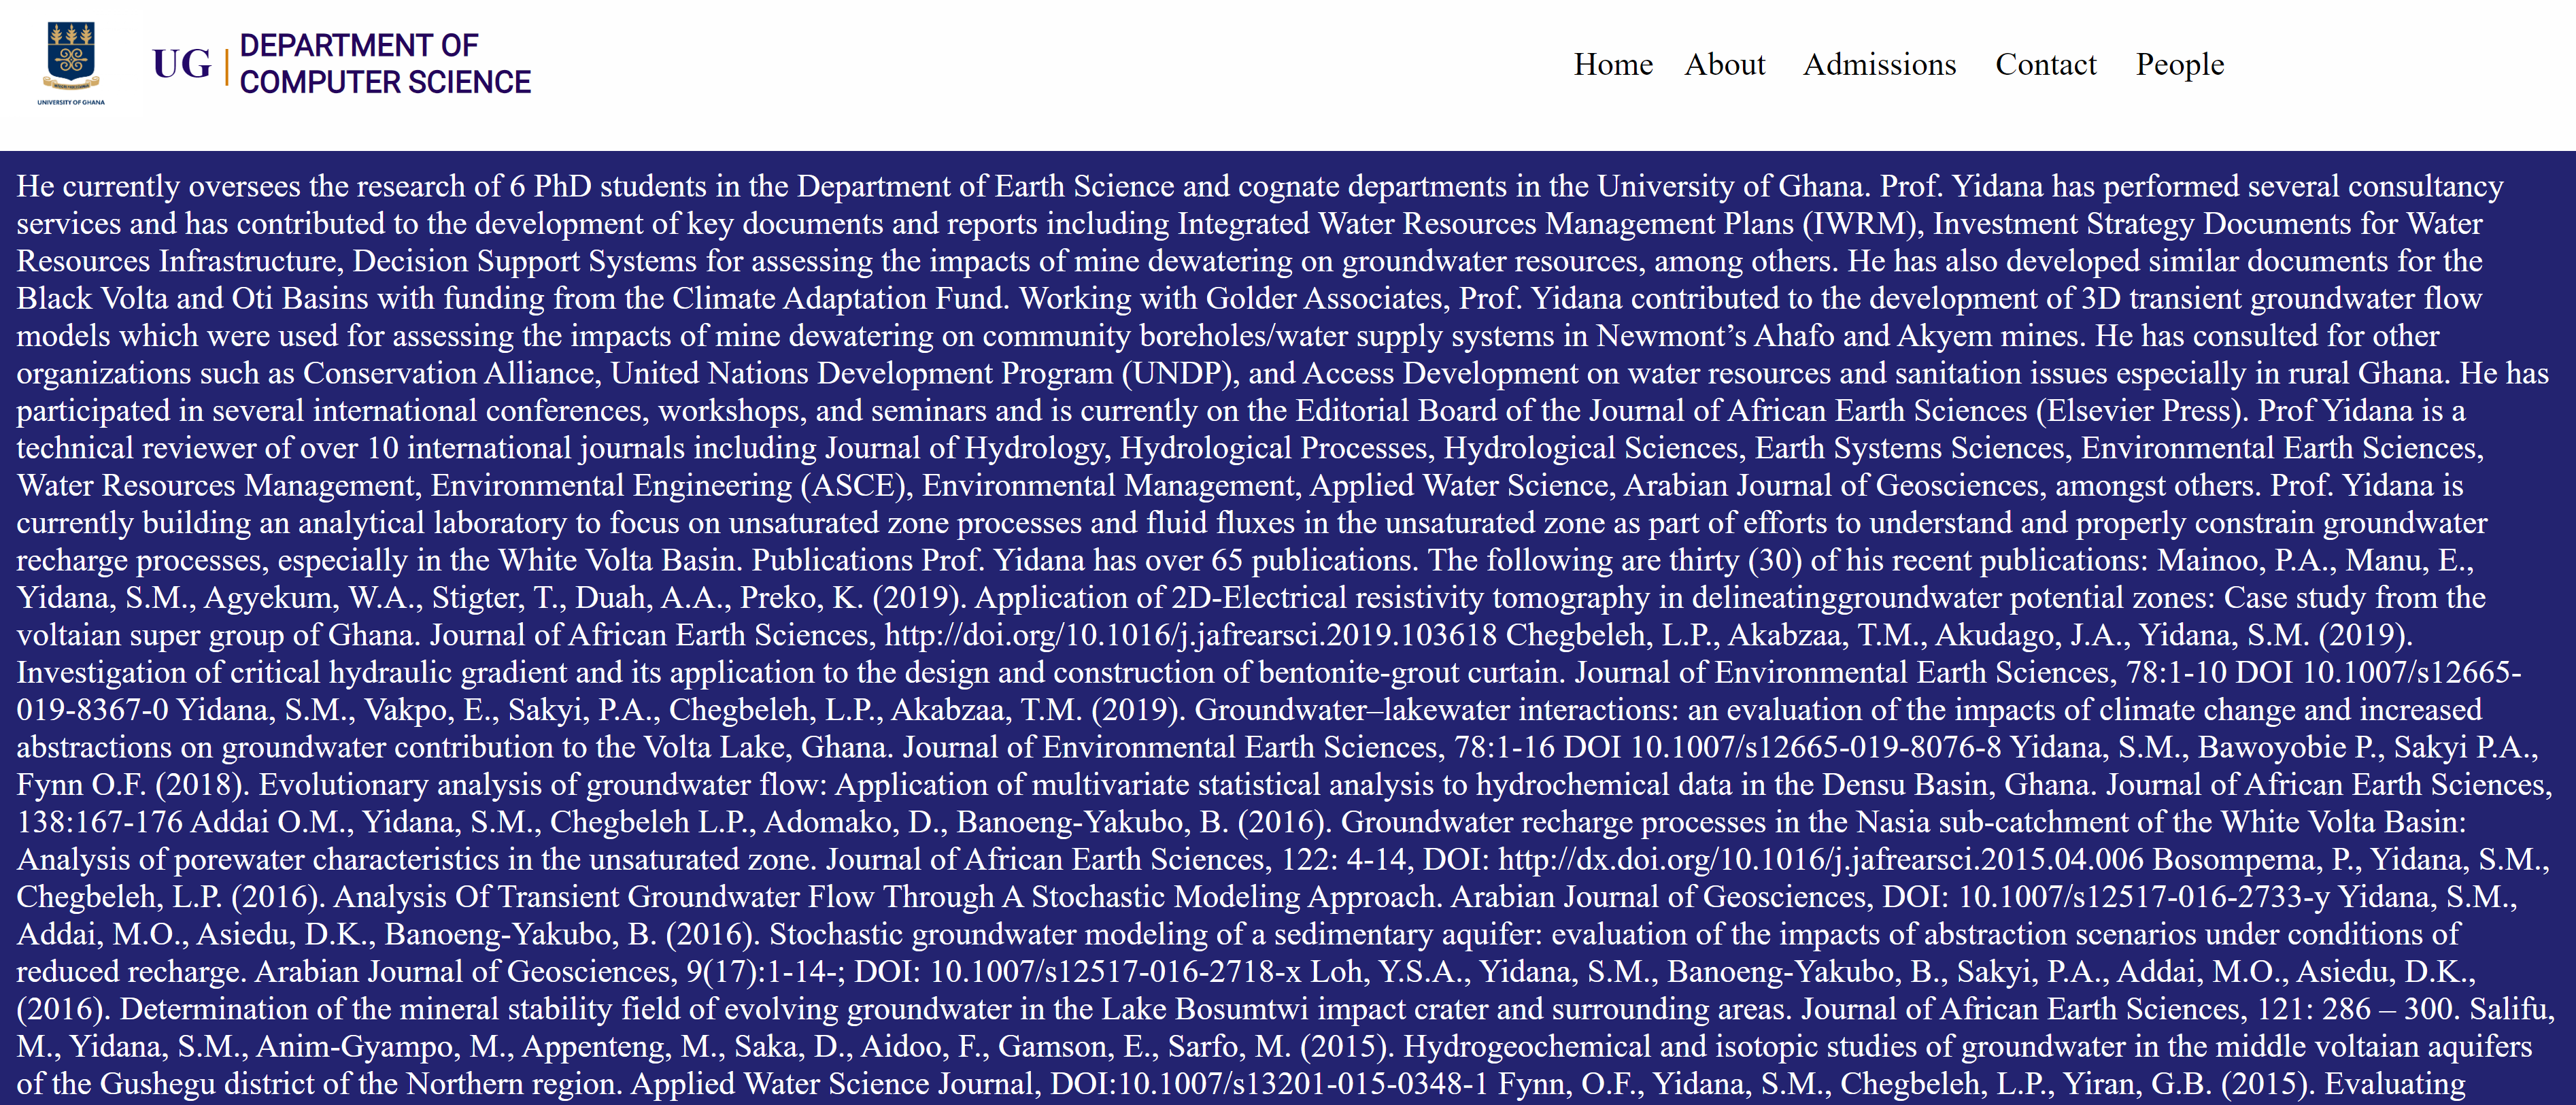 UNIVERSITY OF GHANA
UG
DEPARTMENT OF
COMPUTER SCIENCE
Home About Admissions Contact People
He currently oversees the research of 6 PhD students in the Department of Earth Science and cognate departments in the University of Ghana. Prof. Yidana has performed several consultancy
services and has contributed to the development of key documents and reports including Integrated Water Resources Management Plans (IWRM), Investment Strategy Documents for Water
Resources Infrastructure, Decision Support Systems for assessing the impacts of mine dewatering on groundwater resources, among others. He has also developed similar documents for the
Black Volta and Oti Basins with funding from the Climate Adaptation Fund. Working with Golder Associates, Prof. Yidana contributed to the development of 3D transient groundwater flow
models which were used for assessing the impacts of mine dewatering on community boreholes/water supply systems in Newmont’s Ahafo and Akyem mines. He has consulted for other
organizations such as Conservation Alliance, United Nations Development Program (UNDP), and Access Development on water resources and sanitation issues especially in rural Ghana. He has
participated in several international conferences, workshops, and seminars and is currently on the Editorial Board of the Journal of African Earth Sciences (Elsevier Press). Prof Yidana is a
technical reviewer of over 10 international journals including Journal of Hydrology, Hydrological Processes, Hydrological Sciences, Earth Systems Sciences, Environmental Earth Sciences,
Water Resources Management, Environmental Engineering (ASCE), Environmental Management, Applied Water Science, Arabian Journal of Geosciences, amongst others. Prof. Yidana is
currently building an analytical laboratory to focus on unsaturated zone processes and fluid fluxes in the unsaturated zone as part of efforts to understand and properly constrain groundwater
recharge processes, especially in the White Volta Basin. Publications Prof. Yidana has over 65 publications. The following are thirty (30) of his recent publications: Mainoo, P.A., Manu, E.,
Yidana, S.M., Agyekum, W.A., Stigter, T., Duah, A.A., Preko, K. (2019). Application of 2D-Electrical resistivity tomography in delineatinggroundwater potential zones: Case study from the
voltaian super group of Ghana. Journal of African Earth Sciences, http://doi.org/10.1016/j.jafrearsci.2019.103618 Chegbeleh, L.P., Akabzaa, T.M., Akudago, J.A., Yidana, S.M. (2019).
Investigation of critical hydraulic gradient and its application to the design and construction of bentonite-grout curtain. Journal of Environmental Earth Sciences, 78:1-10 DOI 10.1007/s12665-
019-8367-0 Yidana, S.M., Vakpo, E., Sakyi, P.A., Chegbeleh, L.P., Akabzaa, T.M. (2019). Groundwater–lakewater interactions: an evaluation of the impacts of climate change and increased
abstractions on groundwater contribution to the Volta Lake, Ghana. Journal of Environmental Earth Sciences, 78:1-16 DOI 10.1007/s12665-019-8076-8 Yidana, S.M., Bawoyobie P., Sakyi P.A.,
Fynn O.F. (2018). Evolutionary analysis of groundwater flow: Application of multivariate statistical analysis to hydrochemical data in the Densu Basin, Ghana. Journal of African Earth Sciences,
138:167-176 Addai O.M., Yidana, S.M., Chegbeleh L.P., Adomako, D., Banoeng-Yakubo, B. (2016). Groundwater recharge processes in the Nasia sub-catchment of the White Volta Basin:
Analysis of porewater characteristics in the unsaturated zone. Journal of African Earth Sciences, 122: 4-14, DOI: http://dx.doi.org/10.1016/j.jafrearsci.2015.04.006 Bosompema, P., Yidana, S.M.,
Chegbeleh, L.P. (2016). Analysis Of Transient Groundwater Flow Through A Stochastic Modeling Approach. Arabian Journal of Geosciences, DOI: 10.1007/s12517-016-2733-y Yidana, S.M.,
Addai, M.O., Asiedu, D.K., Banoeng-Yakubo, B. (2016). Stochastic groundwater modeling of a sedimentary aquifer: evaluation of the impacts of abstraction scenarios under conditions of
reduced recharge. Arabian Journal of Geosciences, 9(17):1-14-; DOI: 10.1007/s12517-016-2718-x Loh, Y.S.A., Yidana, S.M., Banoeng-Yakubo, B., Sakyi, P.A., Addai, M.O., Asiedu, D.K.,
(2016). Determination of the mineral stability field of evolving groundwater in the Lake Bosumtwi impact crater and surrounding areas. Journal of African Earth Sciences, 121: 286 – 300. Salifu,
M., Yidana, S.M., Anim-Gyampo, M., Appenteng, M., Saka, D., Aidoo, F., Gamson, E., Sarfo, M. (2015). Hydrogeochemical and isotopic studies of groundwater in the middle voltaian aquifers
of the Gushegu district of the Northern region. Applied Water Science Journal, DOI:10.1007/s13201-015-0348-1 Fynn, O.F., Yidana, S.M., Chegbeleh, L.P., Yiran, G.B. (2015). Evaluating